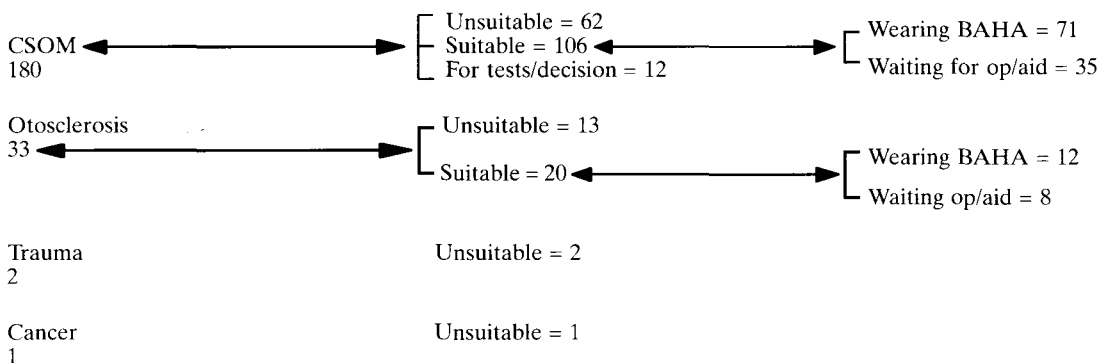 CSOM
180
Unsuitable = 62
Suitable = 106
For tests/decision = 12
Wearing BAHA = 71
Waiting for op/aid = 35
Otosclerosis
33
Unsuitable = 13
Suitable = 20
Wearing BAHA = 12
Waiting op/aid = 8
Trauma
2
Unsuitable = 2
Cancer
1
Unsuitable = 1